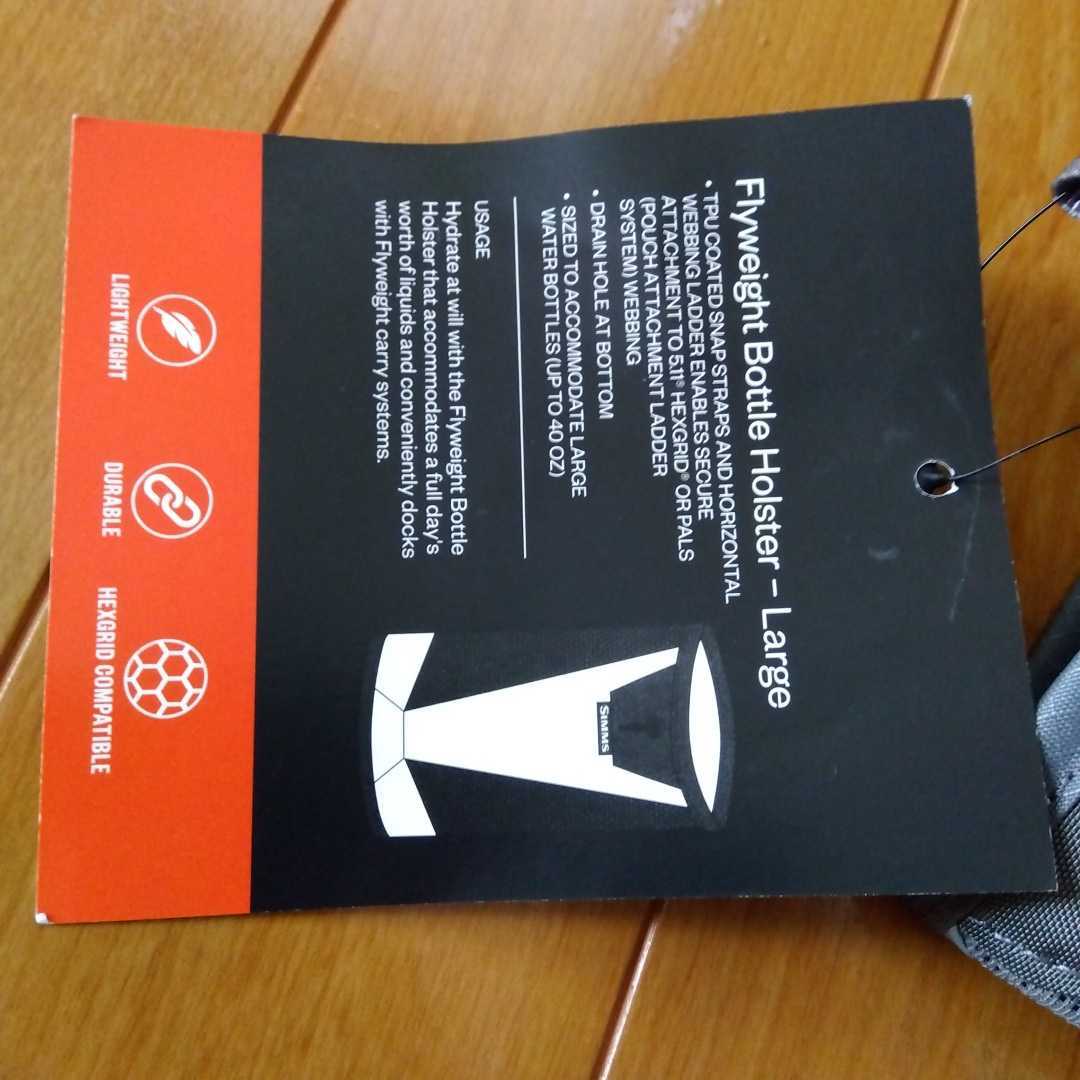 Flyweight Bottle Holster – Large
• TPU COATED SNAP STRAPS AND HORIZONTAL
WEBBING LADDER ENABLES SECURE
ATTACHMENT TO 5.11® HEXGRID® OR PALS
(POUCH ATTACHMENT LADDER
SYSTEM) WEBBING
• DRAIN HOLE AT BOTTOM
• SIZED TO ACCOMMODATE LARGE
WATER BOTTLES (UP TO 40 OZ)
USAGE
Hydrate at will with the Flyweight Bottle
Holster that accommodates a full day's
worth of liquids and conveniently docks
with Flyweight carry systems.
SIMMS
LIGHTWEIGHT
DURABLE
HEXGRID COMPATIBLE